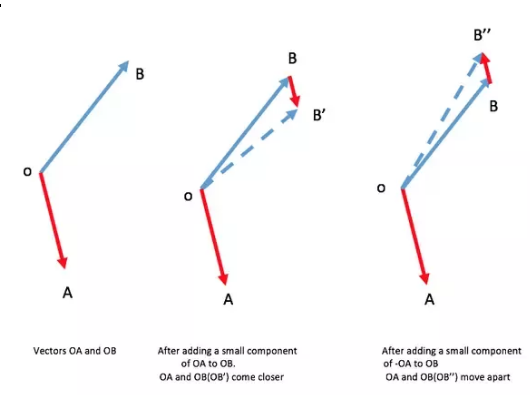 B
O
A
Vectors OA and OB
B
B’
O
A
After adding a small component
of OA to OB.
OA and OB(OB’) come closer
B’’
B
O
A
After adding a small component
of -OA to OB
OA and OB(OB’’) move apart